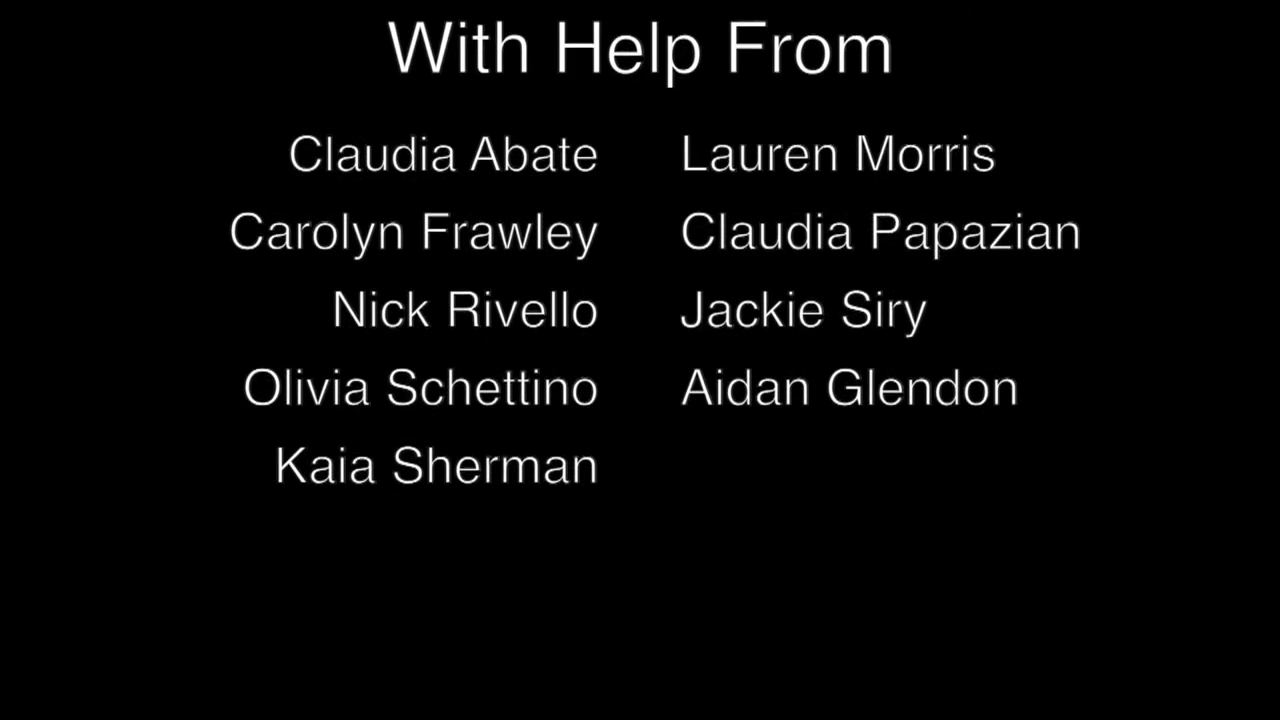 With Help From
Claudia Abate Lauren Morris
Carolyn Frawley Claudia Papazian
Nick Rivello Jackie Siry
Olivia Schettino Aidan Glendon
Kaia Sherman